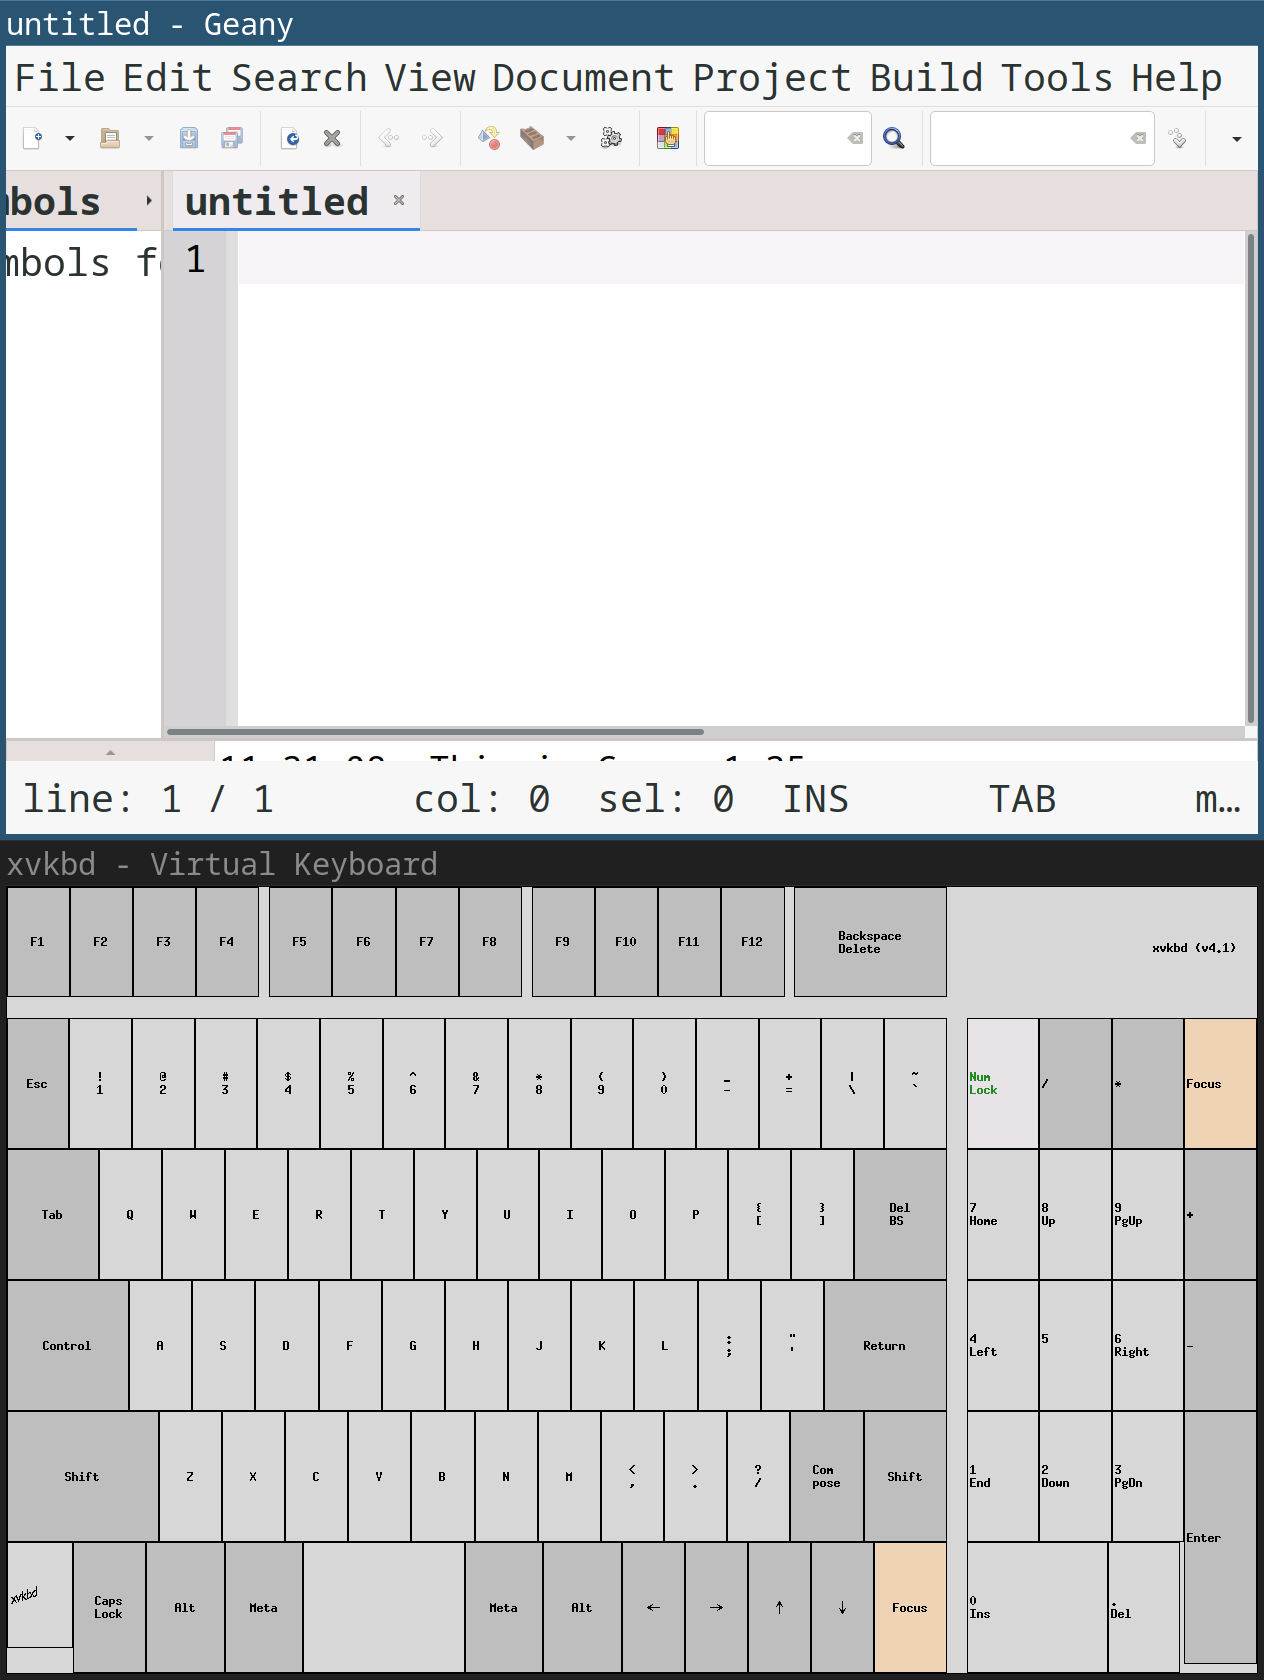 untitled - Geany
File Edit Search View Document Project Build Tools Help
mbols untitled
mbols fo
1
line: 1 / 1 col: 0 sel: 0 INS TAB m…
xvkbd - Virtual Keyboard
F1 F2 F3 F4 F5 F6 F7 F8 F9 F10 F11 F12 Backspace
Delete
xvkbd (v4.1)
Esc ! @ # $ % ^ & * ( ) _ + | ~
1 2 3 4 5 6 7 8 9 0 - = \ `
Num
Lock / * Focus
Tab Q W E R T Y U I O P { } Del
[ ] BS
7 8 9 +
Home Up PgUp
Control A S D F G H J K L : " Return
; '
4 5 6 -
Left Right
Shift Z X C V B N M < > ? Com Shift
, . / pose
1 2 3
End Down PgDn
Enter
xvkbd Caps Alt Meta Meta Alt ← → ↑ ↓ Focus
Lock
0 .
Ins Del